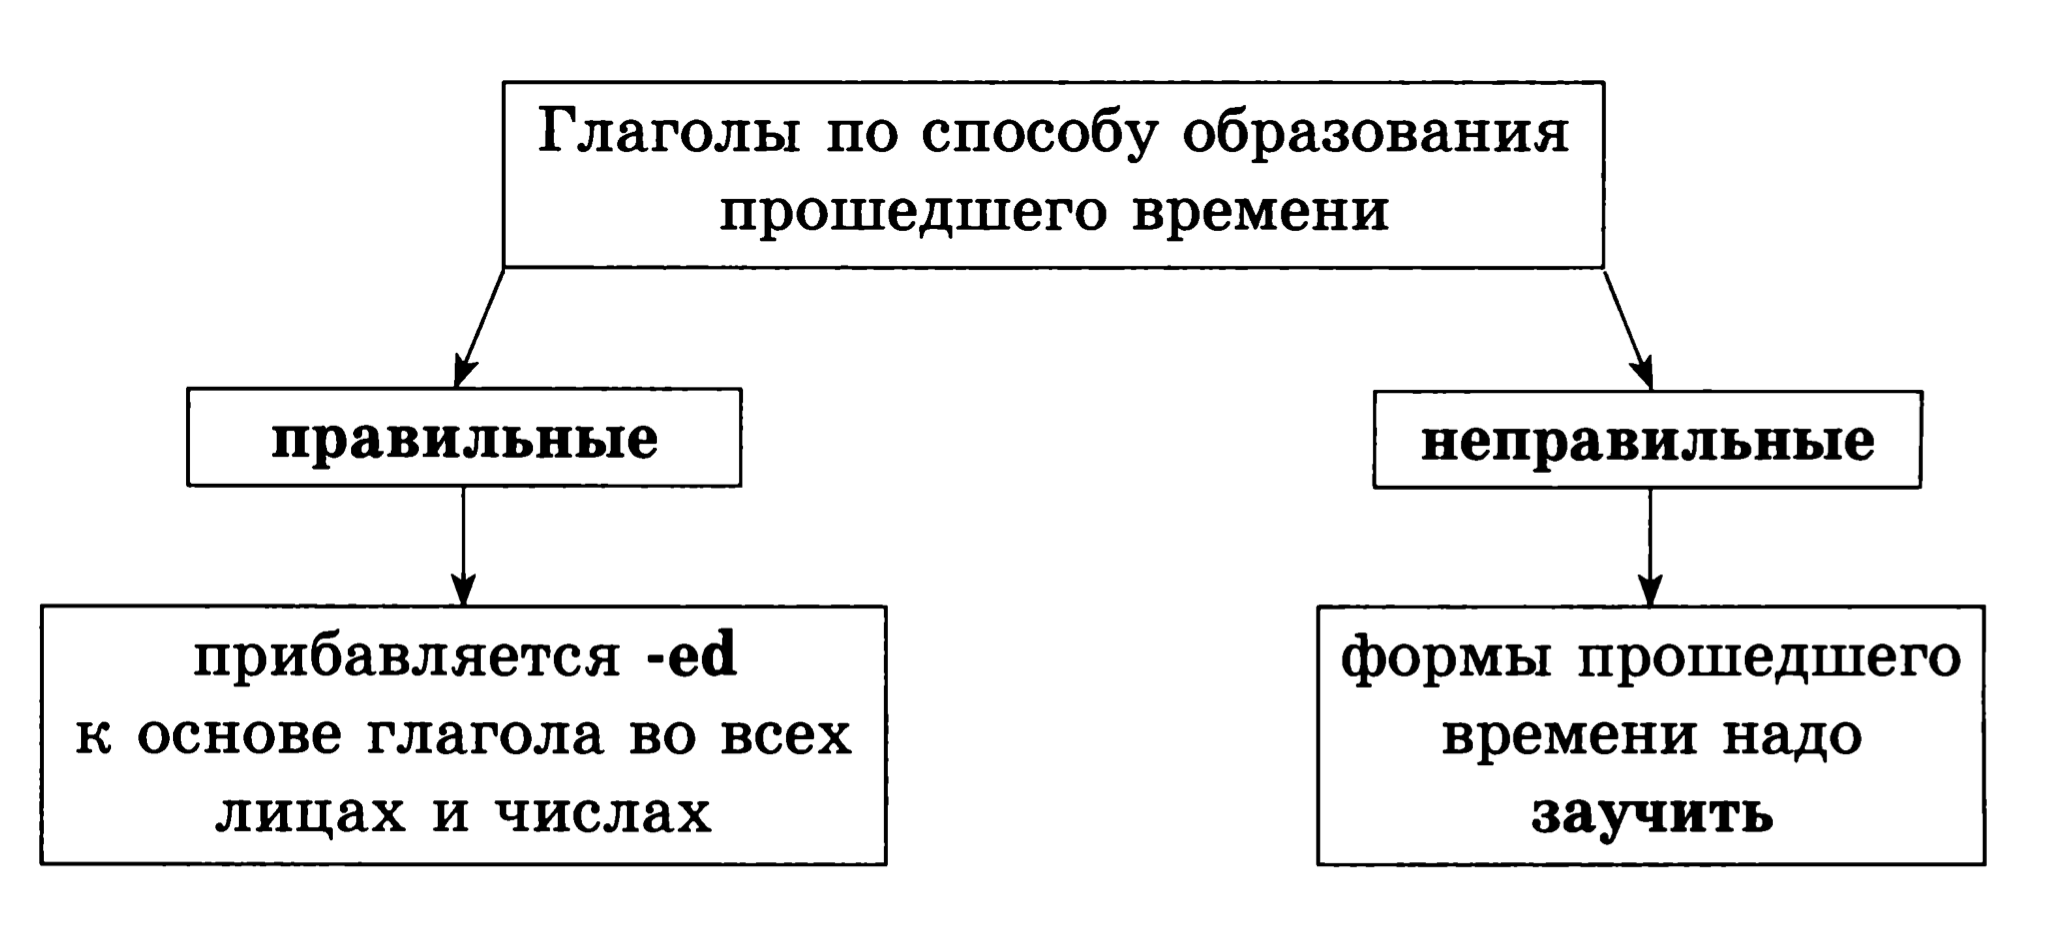 Глаголы по способу образования
прошедшего времени
правильные
неправильные
прибавляется -ed
к основе глагола во всех
лицах и числах
формы прошедшего
времени надо
заучить